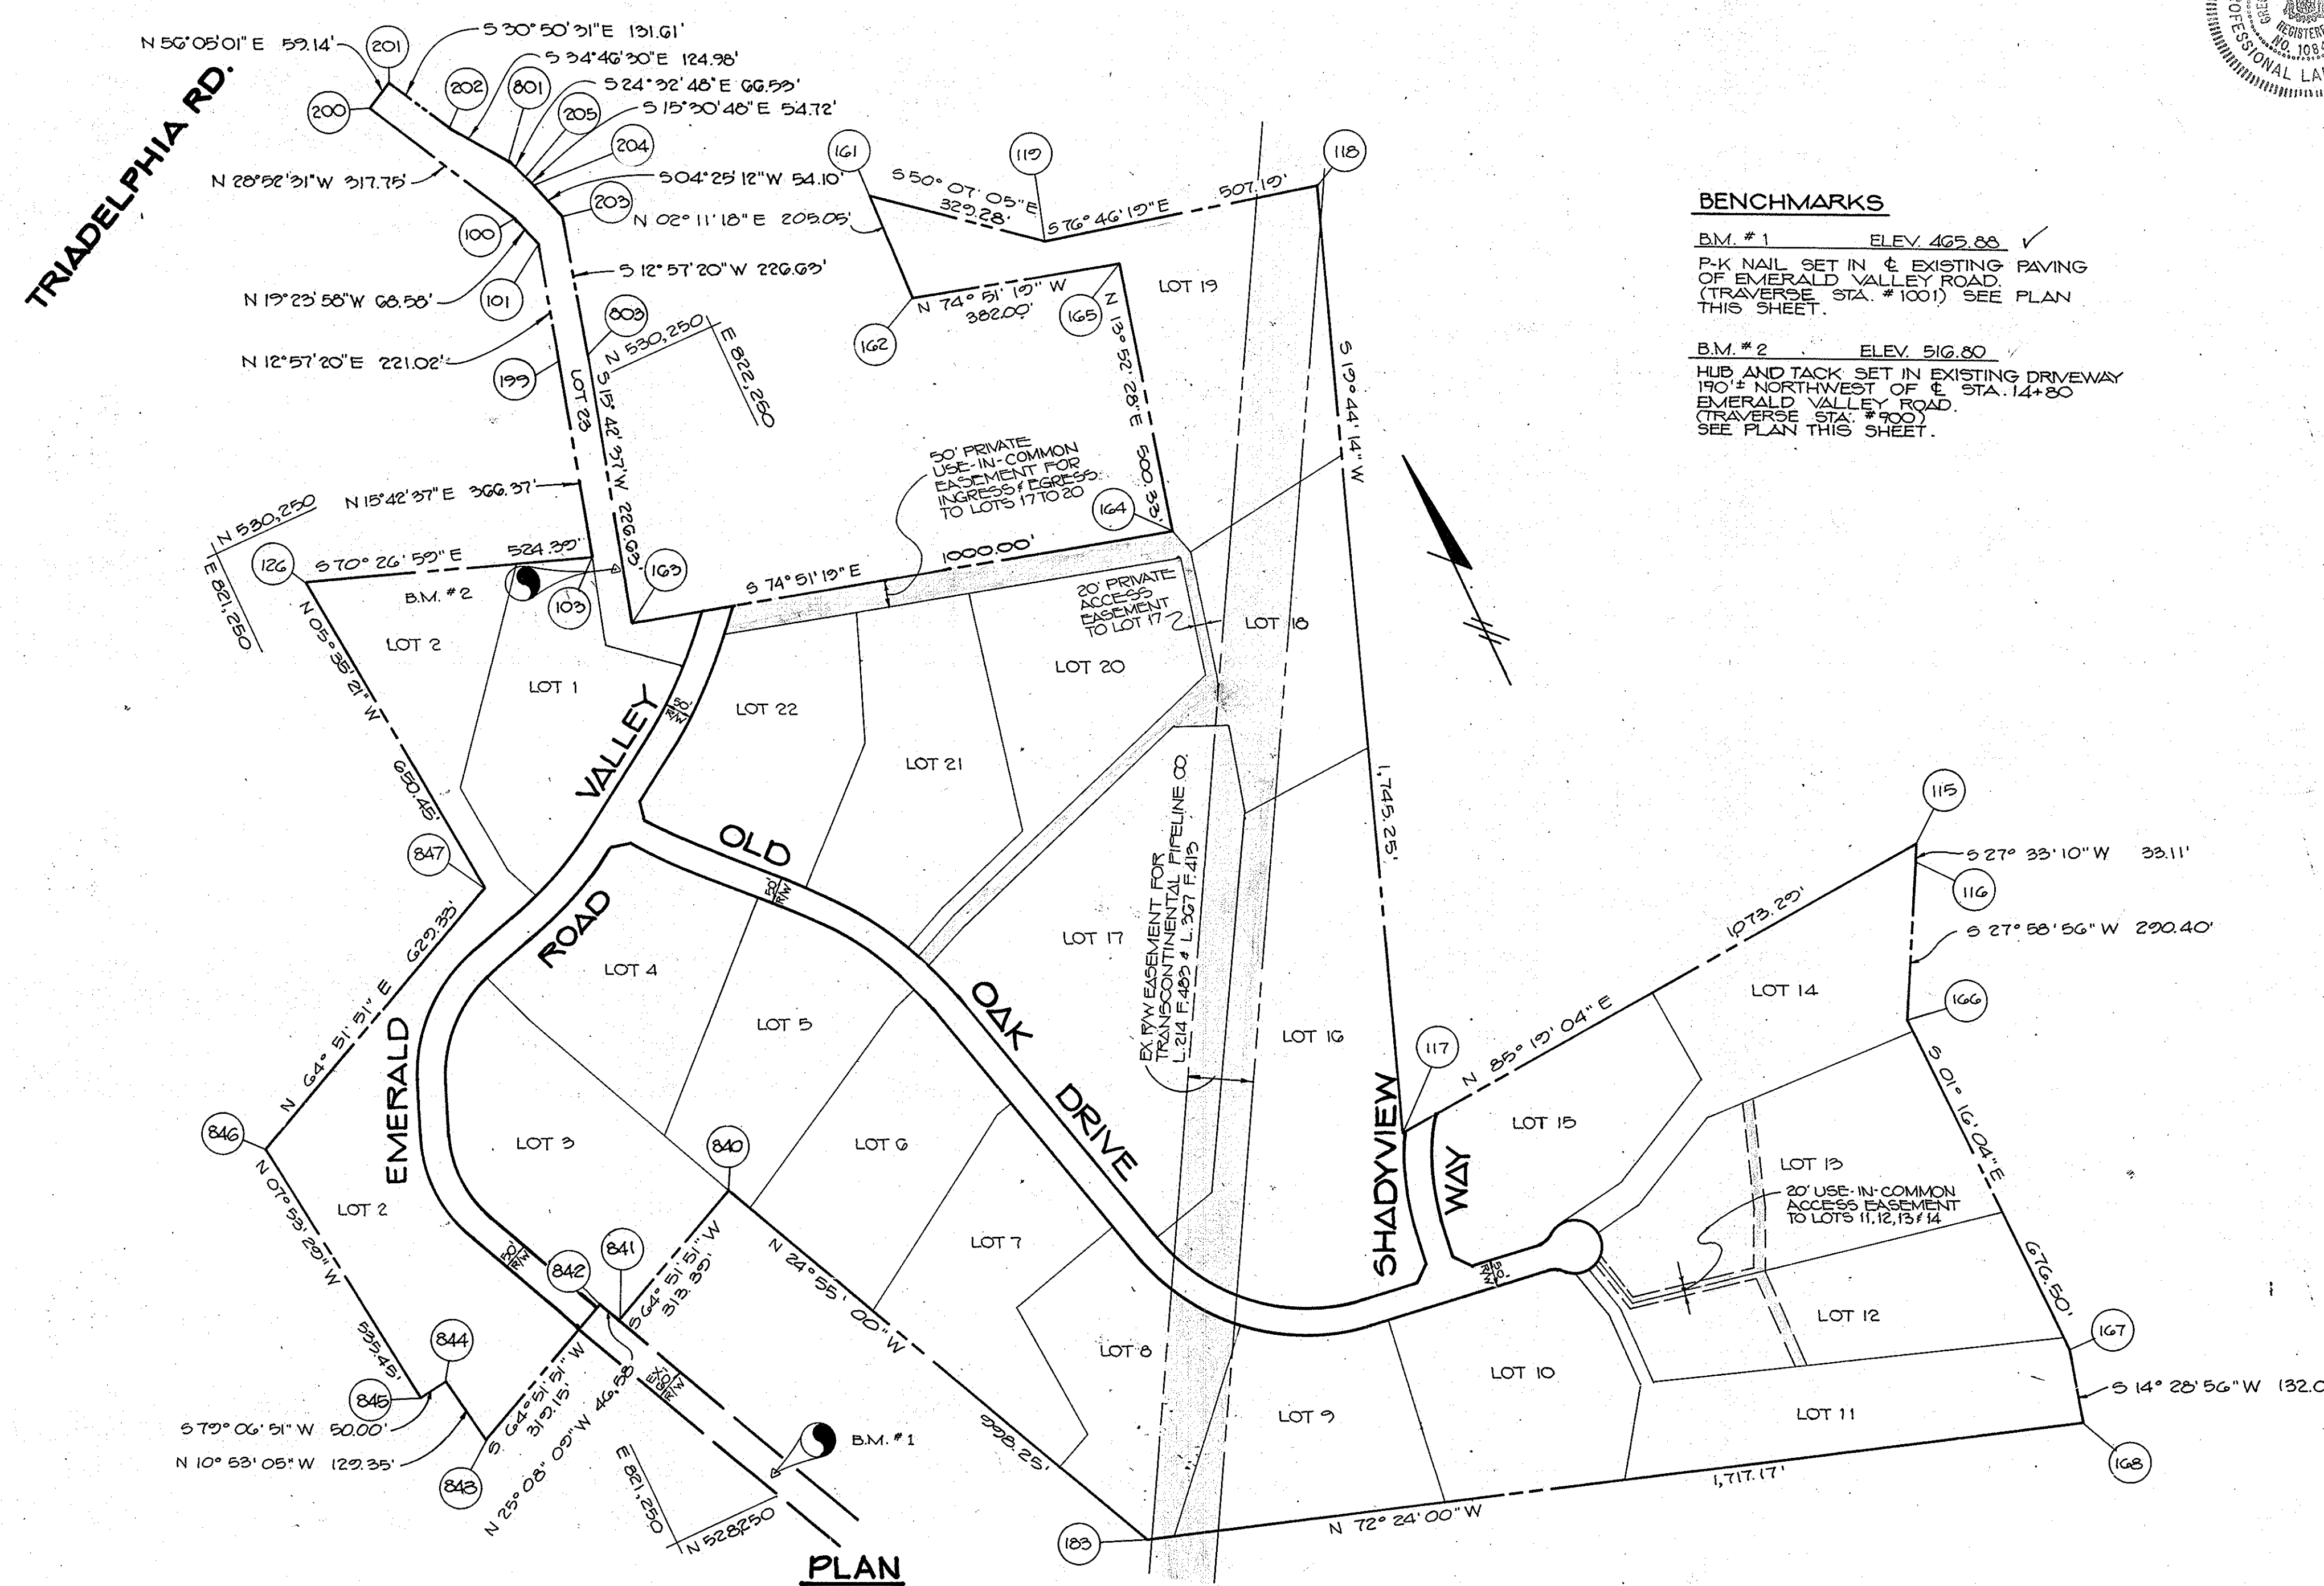 N 56°05'01" E 59.14'
201
S 30°50'31"E 131.61'
S 34°46'30"E 124.98'
202
801
S 24°32'48"E 66.53'
205
S 15°30'48"E 54.72'
200
204
TRIADELPHIA RD.
N 28°52'31"W 317.75'
S 04°25'12"W 54.10'
203
100
N 02°11'18"E 205.05'
161
S 50° 07' 05"E
329.28'
119
S 76°46'19"E
507.19'
118
N 19°23'58"W 68.58'
101
S 12°57'20"W 226.63'
803
N 12°57'20"E 221.02'
199
LOT 23
N 530,250
E 822,250
S 15° 42' 37"W 226.63'
162
N 74° 51' 19" W
382.00'
165
LOT 19
N 13° 52' 28"E 500.33'
S 19° 44' 14" W
REGISTERED
NO. 108
PROFESSIONAL LA
BENCHMARKS
B.M. # 1 ELEV. 465.88 ✓
P-K NAIL SET IN ℄ EXISTING PAVING
OF EMERALD VALLEY ROAD.
(TRAVERSE STA. # 1001) SEE PLAN
THIS SHEET.
B.M. # 2 ELEV. 516.80
HUB AND TACK SET IN EXISTING DRIVEWAY
190'± NORTHWEST OF ℄ STA. 14+80
EMERALD VALLEY ROAD.
(TRAVERSE STA. # 900)
SEE PLAN THIS SHEET.
50' PRIVATE
USE-IN-COMMON
EASEMENT FOR
INGRESS & EGRESS
TO LOTS 17 TO 20
164
N 15°42'37"E 366.37'
N 530,250
E 821,250
126
S 70° 26' 59" E 524.39'
B.M. # 2
103
163
S 74° 51' 19" E
1000.00'
20' PRIVATE
ACCESS
EASEMENT
TO LOT 17
LOT 18
N 05° 35' 21" W
650.45'
LOT 2
LOT 1
LOT 22
LOT 20
LOT 21
50'
R/W
VALLEY
847
OLD
50'
R/W
1,745.25'
EX R/W EASEMENT FOR
TRANSCONTINENTAL PIPELINE CO.
L.214 F.483 & L.367 F.413
115
S 27° 33' 10" W 33.11'
116
S 27° 58' 56" W 290.40'
1,073.29'
N 85° 19' 04" E
N 64° 51' 51" E 629.33'
ROAD
LOT 4
LOT 5
OAK
LOT 17
LOT 16
LOT 14
166
117
846
EMERALD
LOT 3
840
LOT 6
DRIVE
SHADYVIEW
WAY
LOT 15
S 01° 16' 04" E
676.50'
LOT 13
20' USE-IN-COMMON
ACCESS EASEMENT
TO LOTS 11,12,13 & 14
N 07° 53' 29" W
535.45'
LOT 2
50'
R/W
842
841
S 64° 51' 51" W
313.39'
N 24° 55' 00" W
998.25'
LOT 7
50'
R/W
LOT 12
167
844
845
S 64° 51' 51" W
319.15'
EX.
60'
R/W
LOT 8
LOT 10
S 14° 28' 56" W 132.0
S 79° 06' 51" W 50.00'
N 10° 53' 05" W 129.35'
843
N 25° 08' 09" W 46.58
B.M. # 1
LOT 9
LOT 11
168
E 821,250
N 528,250
1,717.17'
N 72° 24' 00" W
183
PLAN